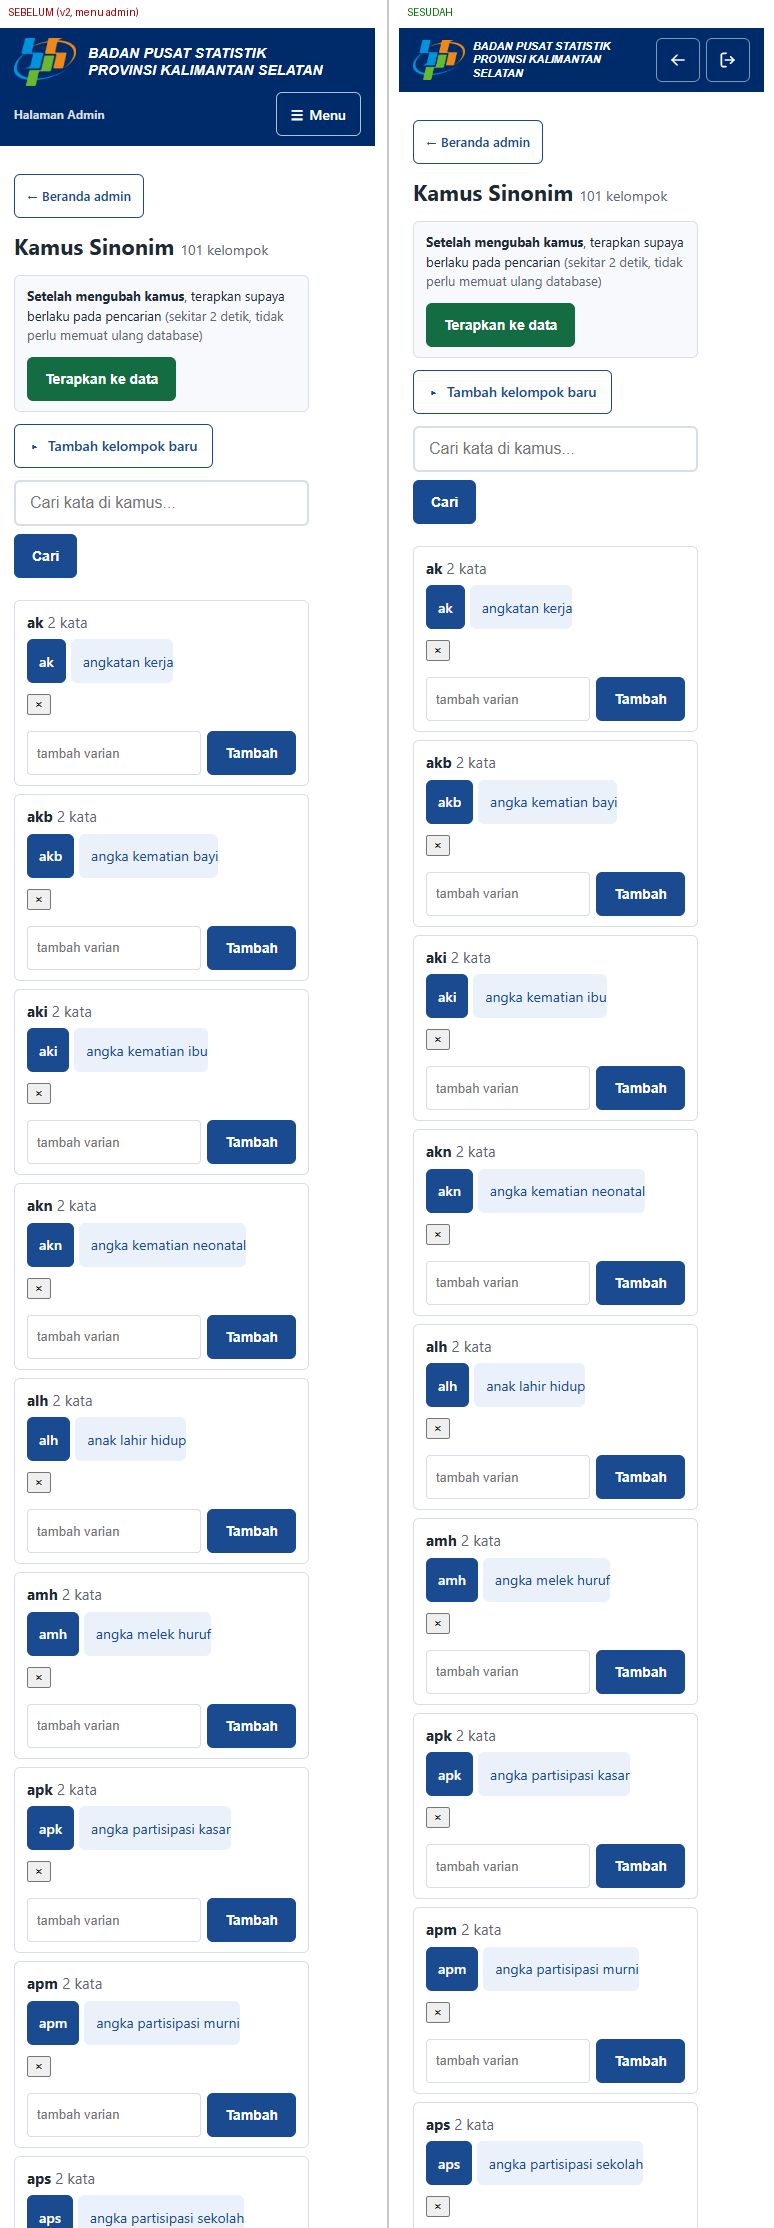 SEBELUM (v2, menu admin)
BADAN PUSAT STATISTIK
PROVINSI KALIMANTAN SELATAN
Halaman Admin
☰ Menu
← Beranda admin
Kamus Sinonim 101 kelompok
Setelah mengubah kamus, terapkan supaya
berlaku pada pencarian (sekitar 2 detik, tidak
perlu memuat ulang database)
Terapkan ke data
▸ Tambah kelompok baru
Cari kata di kamus...
Cari
ak 2 kata
ak angkatan kerja
×
tambah varian Tambah
akb 2 kata
akb angka kematian bayi
×
tambah varian Tambah
aki 2 kata
aki angka kematian ibu
×
tambah varian Tambah
akn 2 kata
akn angka kematian neonatal
×
tambah varian Tambah
alh 2 kata
alh anak lahir hidup
×
tambah varian Tambah
amh 2 kata
amh angka melek huruf
×
tambah varian Tambah
apk 2 kata
apk angka partisipasi kasar
×
tambah varian Tambah
apm 2 kata
apm angka partisipasi murni
×
tambah varian Tambah
aps 2 kata
aps angka partisipasi sekolah
SESUDAH
BADAN PUSAT STATISTIK
PROVINSI KALIMANTAN
SELATAN
←
← Beranda admin
Kamus Sinonim 101 kelompok
Setelah mengubah kamus, terapkan supaya
berlaku pada pencarian (sekitar 2 detik, tidak
perlu memuat ulang database)
Terapkan ke data
▸ Tambah kelompok baru
Cari kata di kamus...
Cari
ak 2 kata
ak angkatan kerja
×
tambah varian Tambah
akb 2 kata
akb angka kematian bayi
×
tambah varian Tambah
aki 2 kata
aki angka kematian ibu
×
tambah varian Tambah
akn 2 kata
akn angka kematian neonatal
×
tambah varian Tambah
alh 2 kata
alh anak lahir hidup
×
tambah varian Tambah
amh 2 kata
amh angka melek huruf
×
tambah varian Tambah
apk 2 kata
apk angka partisipasi kasar
×
tambah varian Tambah
apm 2 kata
apm angka partisipasi murni
×
tambah varian Tambah
aps 2 kata
aps angka partisipasi sekolah
×